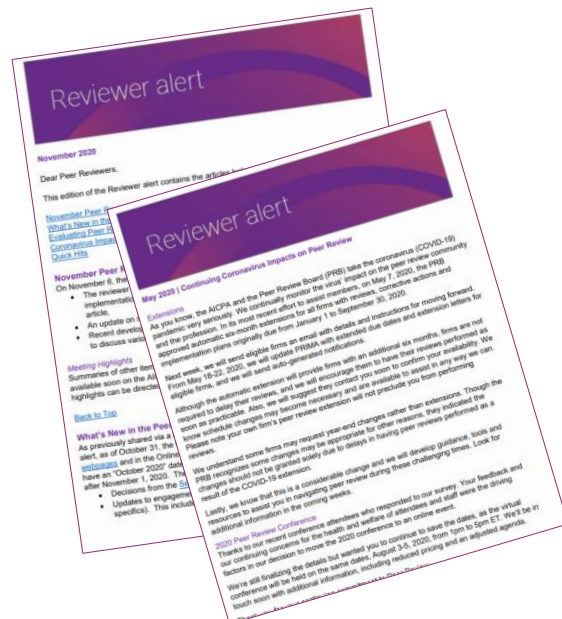 Reviewer alert
November 2020
Dear Peer Reviewers,
This edition of the Reviewer alert contains the articles
November Peer
What's New in the
Evaluating Peer
Coronavirus
Quick Hits
November Peer
On November 6, the
• The reviewer
implementation
article,
• An update on
• Recent
to discuss
Meeting Highlights
Summaries of other
available soon on the
highlights can be directed
Back to Top
What's New in the Peer
As previously shared via a
alert, as of October 31, the
webpages and in the Online
have an "October 2020"
after November 1, 2020.
• Decisions from the
• Updates to
specifics). This
Reviewer alert
May 2020 | Continuing Coronavirus Impacts on Peer Review
Extensions
As you know, the AICPA and the Peer Review Board (PRB) take the coronavirus (COVID-19)
pandemic very seriously. We continually monitor the virus' impact on the peer review community
and the profession. In its most recent effort to assist members, on May 7, 2020, the PRB
approved automatic six-month extensions for all firms with reviews, corrective actions and
implementation plans originally due from January 1 to September 30, 2020.
Next week, we will send eligible firms an email with details and instructions for moving forward.
From May 18-22, 2020, we will update PRIMA with extended due dates and extension letters for
eligible firms, and we will send auto-generated notifications.
Although the automatic extension will provide firms with an additional six months, firms are not
required to delay their reviews, and we will encourage them to have their reviews performed as
soon as practicable. Also, we will suggest they contact you soon to confirm your availability. We
know schedule changes may become necessary and are available to assist in any way we can.
Please note your own firm's peer review extension will not preclude you from performing
reviews.
We understand some firms may request year-end changes rather than extensions. Though the
PRB recognizes some changes may be appropriate for other reasons, they indicated the
changes should not be granted solely due to delays in having peer reviews performed as a
result of the COVID-19 extension.
Lastly, we know that this is a considerable change and we will develop guidance, tools and
resources to assist you in navigating peer review during these challenging times. Look for
additional information in the coming weeks.
2020 Peer Review Conference
Thanks to our recent conference attendees who responded to our survey. Your feedback and
our continuing concerns for the health and welfare of attendees and staff were the driving
factors in our decision to move the 2020 conference to an online event.
We're still finalizing the details but wanted you to continue to save the dates, as the virtual
conference will be held on the same dates, August 3-5, 2020, from 1pm to 5pm ET. We'll be in
touch soon with additional information, including reduced pricing and an adjusted agenda.